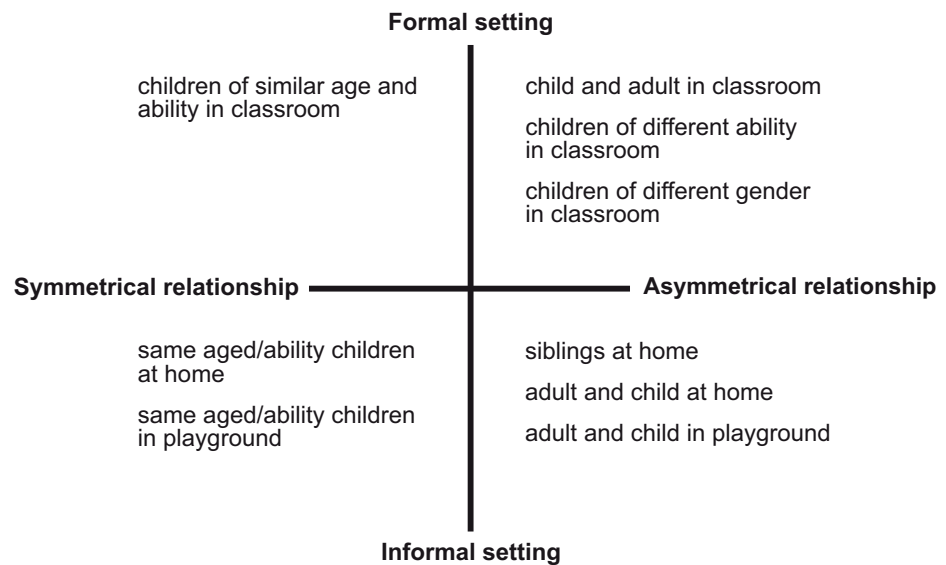 Formal setting
children of similar age and
ability in classroom
child and adult in classroom
children of different ability
in classroom
children of different gender
in classroom
Symmetrical relationship
Asymmetrical relationship
same aged/ability children
at home
same aged/ability children
in playground
siblings at home
adult and child at home
adult and child in playground
Informal setting